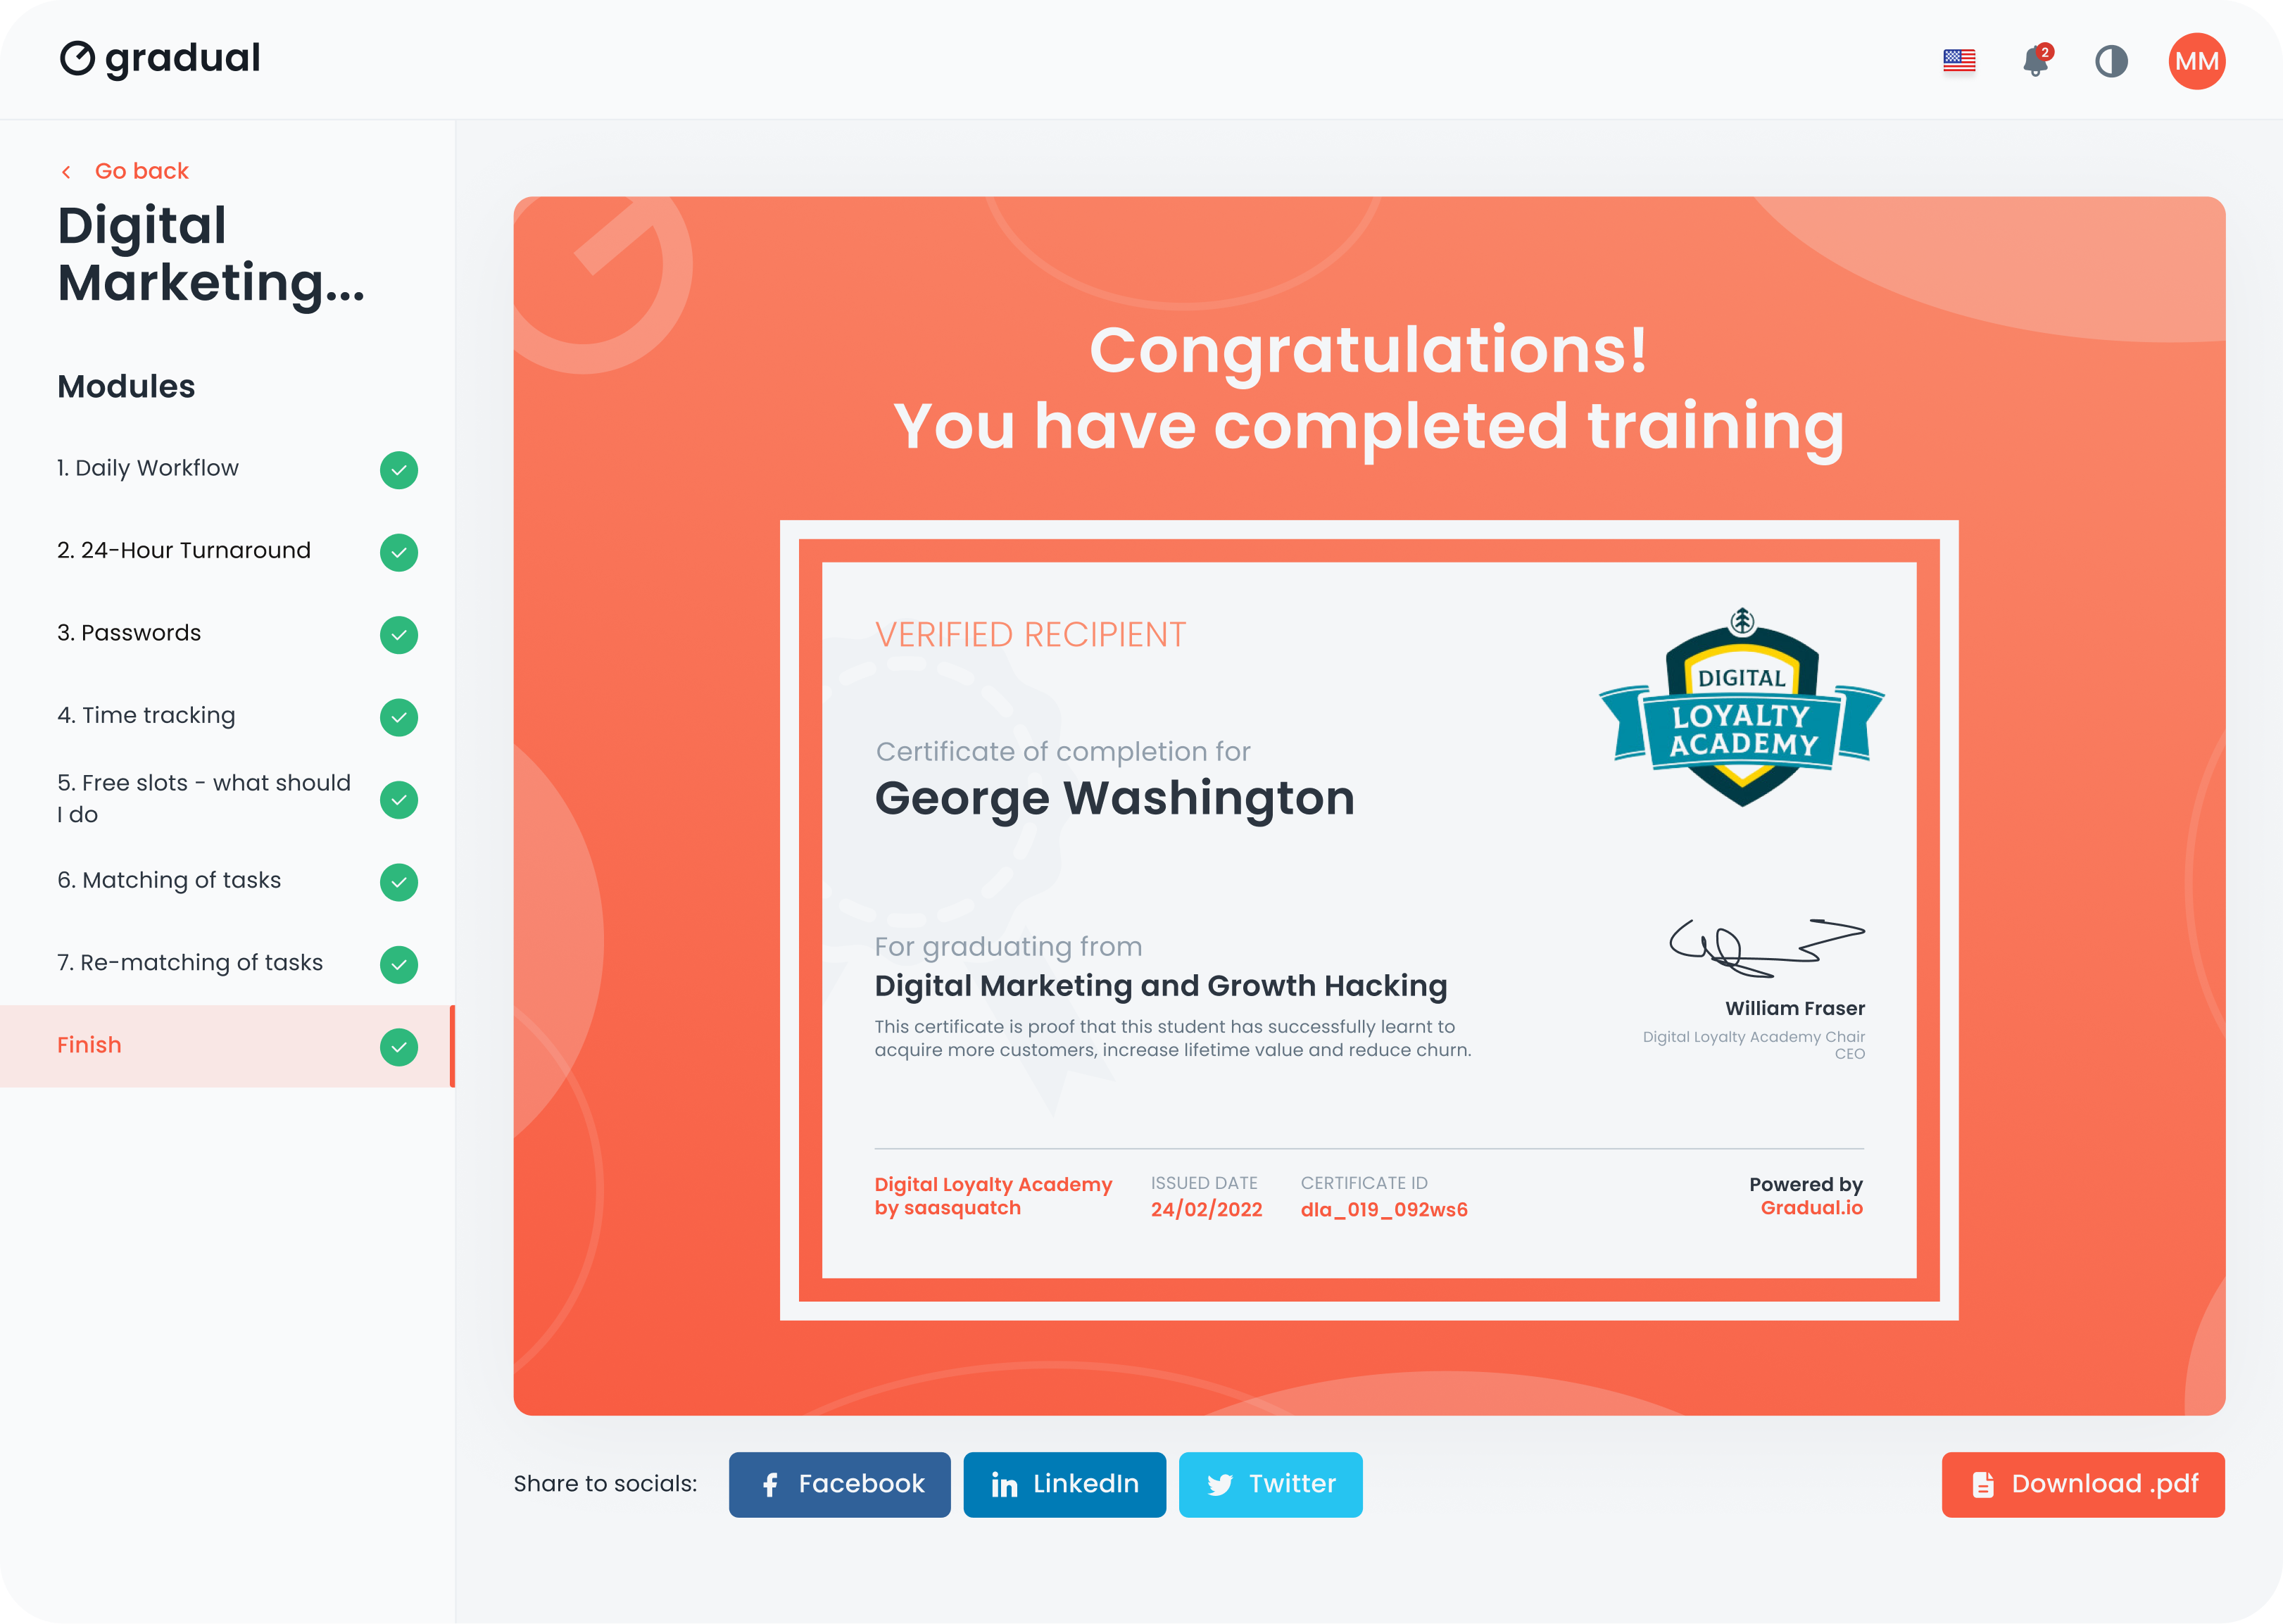 gradual
2
MM
Go back
Digital
Marketing...
Modules
1. Daily Workflow
2. 24-Hour Turnaround
3. Passwords
4. Time tracking
5. Free slots - what should
I do
6. Matching of tasks
7. Re-matching of tasks
Finish
Congratulations!
You have completed training
VERIFIED RECIPIENT
DIGITAL
LOYALTY
ACADEMY
Certificate of completion for
George Washington
For graduating from
Digital Marketing and Growth Hacking
This certificate is proof that this student has successfully learnt to
acquire more customers, increase lifetime value and reduce churn.
William Fraser
Digital Loyalty Academy Chair
CEO
Digital Loyalty Academy
by saasquatch
ISSUED DATE
24/02/2022
CERTIFICATE ID
dla_019_092ws6
Powered by
Gradual.io
Share to socials:
Facebook
LinkedIn
Twitter
Download .pdf